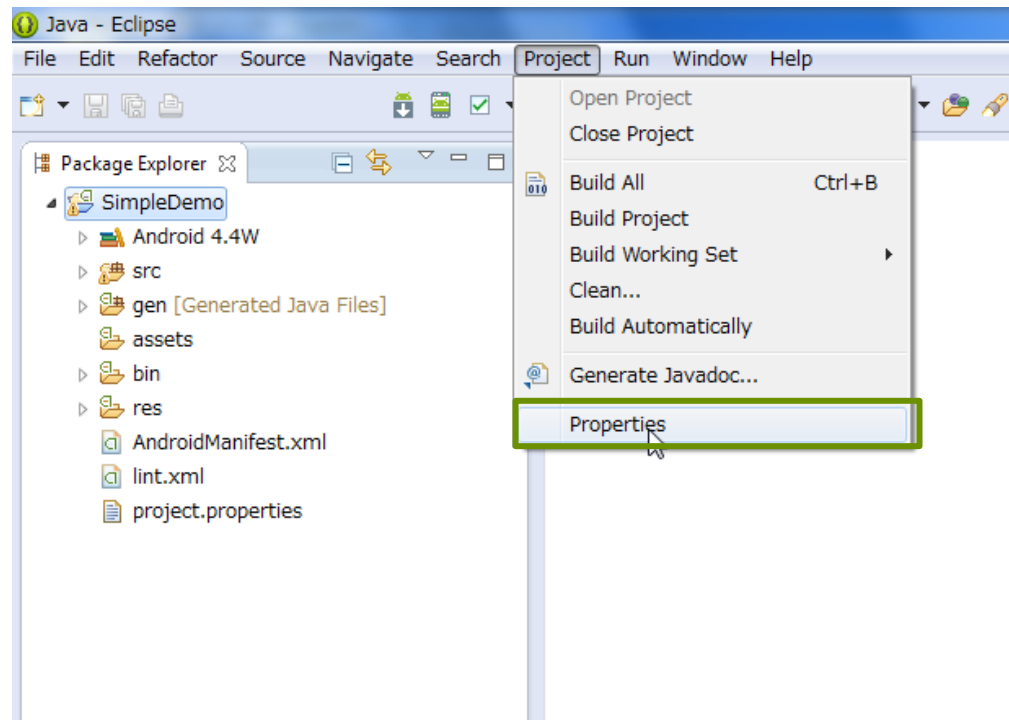 Java - Eclipse
File Edit Refactor Source Navigate Search Project Run Window Help
Package Explorer
SimpleDemo
Android 4.4W
src
gen [Generated Java Files]
assets
bin
res
AndroidManifest.xml
lint.xml
project.properties
Open Project
Close Project
010
Build All Ctrl+B
Build Project
Build Working Set
Clean...
Build Automatically
@
Generate Javadoc...
Properties